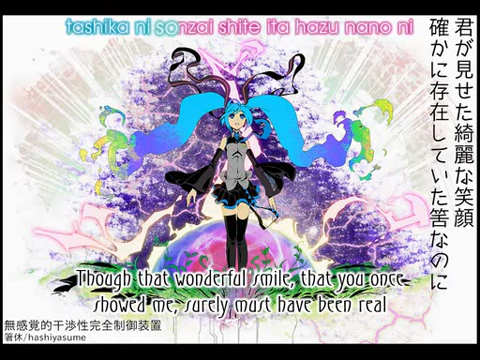 tashika ni sonzai shite ita hazu nano ni
君が見せた綺麗な笑顔
確かに存在していた筈なのに
Though that wonderful smile, that you once
showed me, surely must have been real
無感覚的干渉性完全制御装置
箸休/hashiyasume